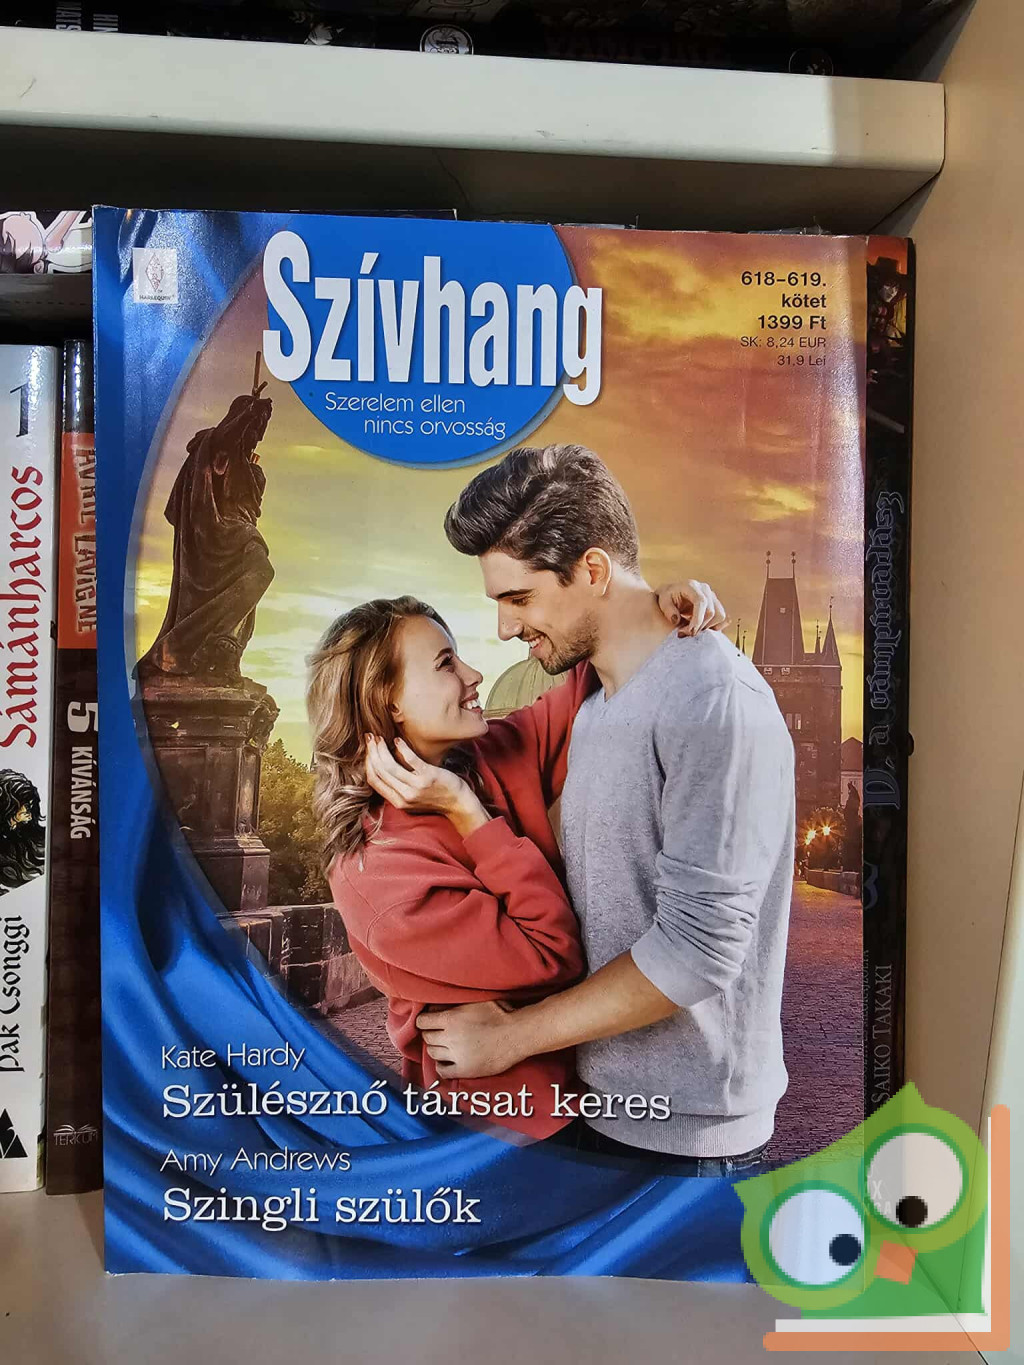 HARLEQUIN
Szívhang
Szerelem ellen
nincs orvosság
618-619.
kötet
1399 Ft
SK: 8,24 EUR
31,9 Lei
Kate Hardy
Szülésznő társat keres
Amy Andrews
Szingli szülők
1
Sámánharcos
Pak Csonggi
AVRIL LAVIGNE
5 KÍVÁNSÁG
a vámpírvadász
SAIKO TAKAKI